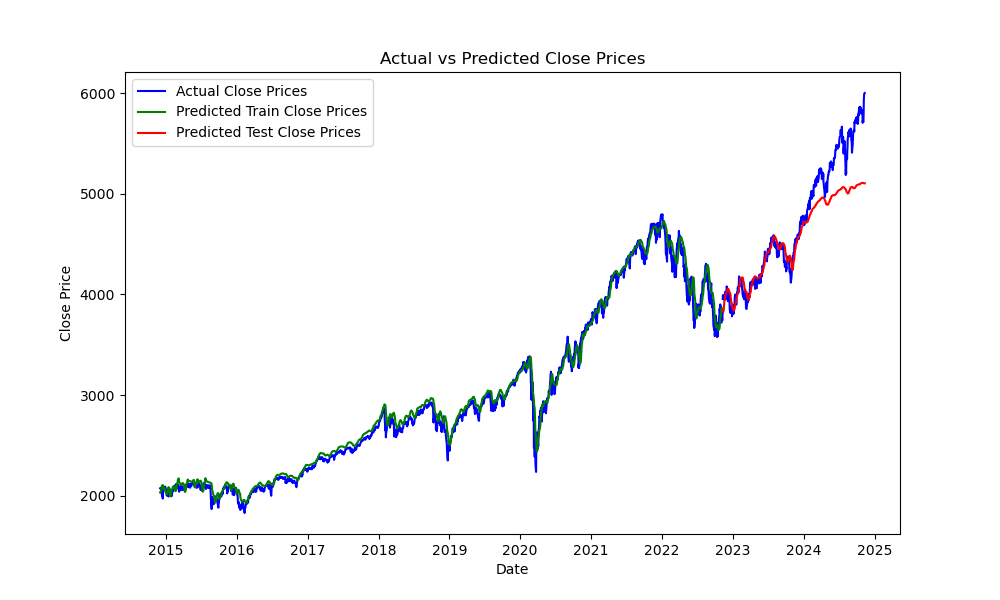 Actual vs Predicted Close Prices
Actual Close Prices
Predicted Train Close Prices
Predicted Test Close Prices
Close Price
6000
5000
4000
3000
2000
2015 2016 2017 2018 2019 2020 2021 2022 2023 2024 2025
Date